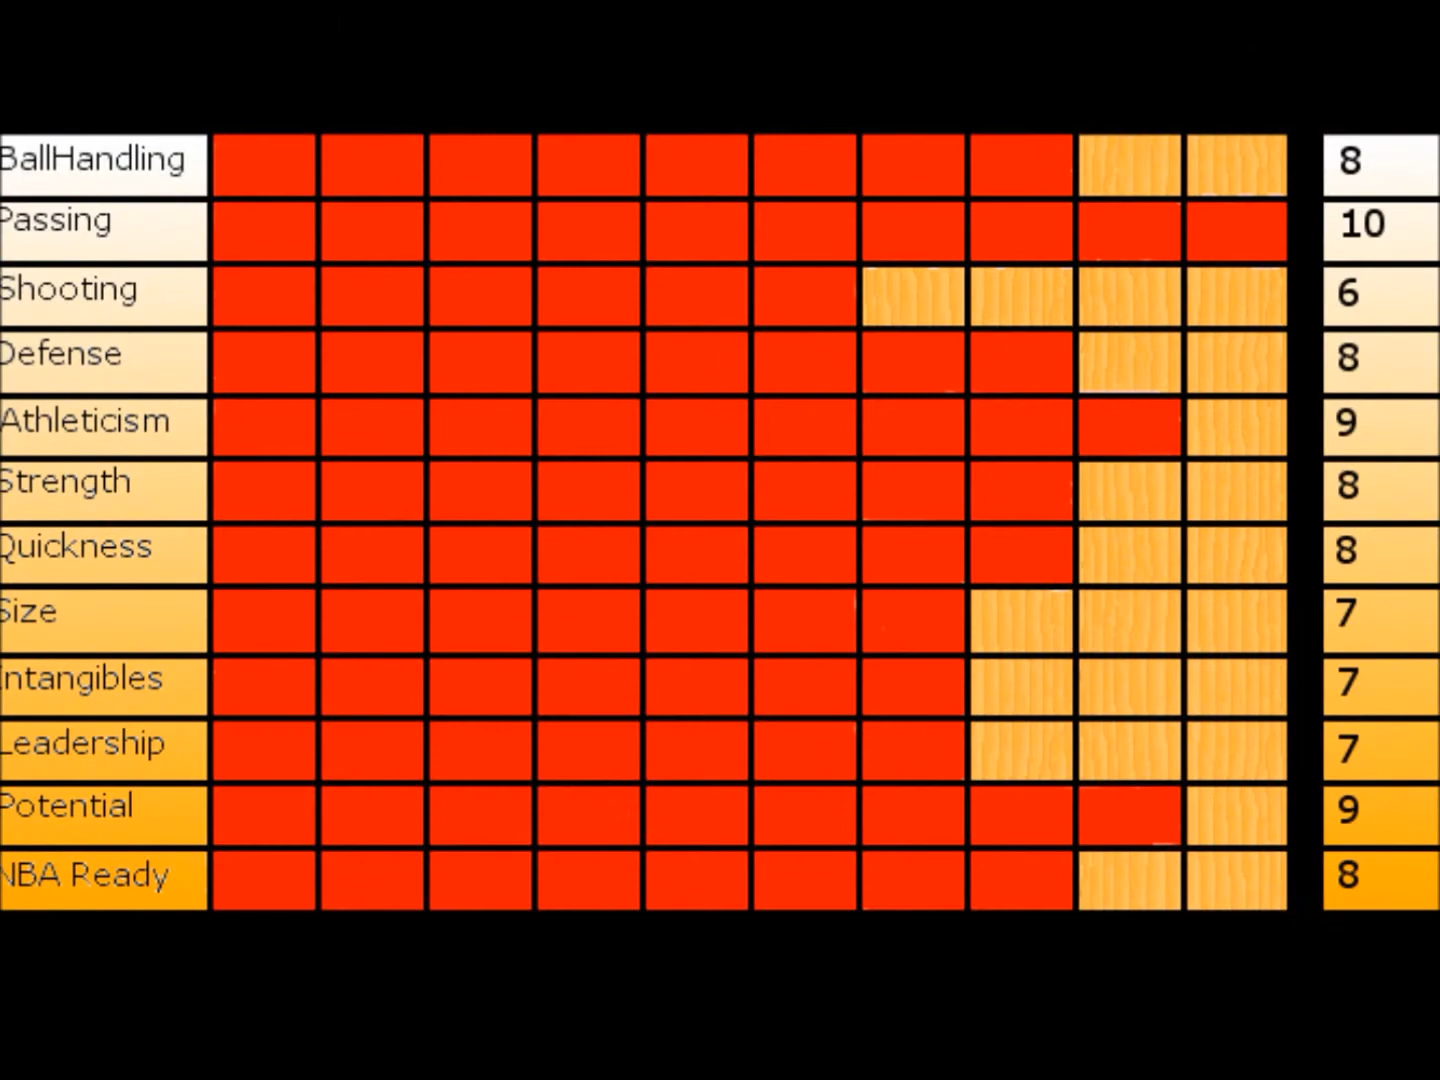 BallHandling 8
Passing 10
Shooting 6
Defense 8
Athleticism 9
Strength 8
Quickness 8
Size 7
Intangibles 7
Leadership 7
Potential 9
NBA Ready 8